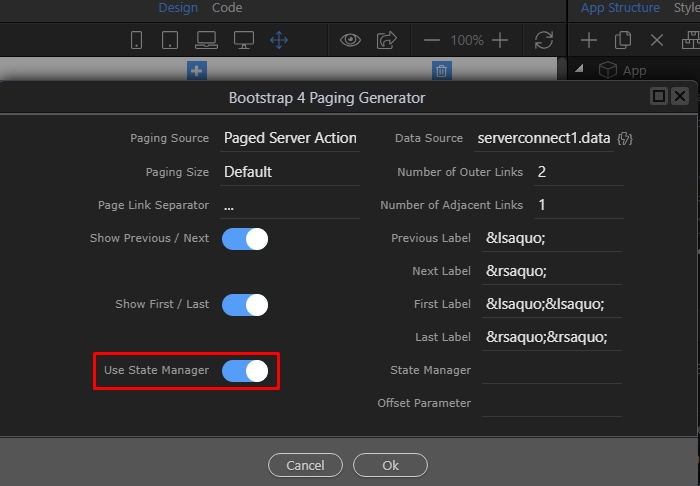 Design Code
App Structure Style
100%
App
Bootstrap 4 Paging Generator
Paging Source Paged Server Action Data Source serverconnect1.data
Paging Size Default Number of Outer Links 2
Page Link Separator ... Number of Adjacent Links 1
Show Previous / Next Previous Label &lsaquo;
Next Label &rsaquo;
Show First / Last First Label &lsaquo;&lsaquo;
Last Label &rsaquo;&rsaquo;
Use State Manager State Manager
Offset Parameter
Cancel Ok